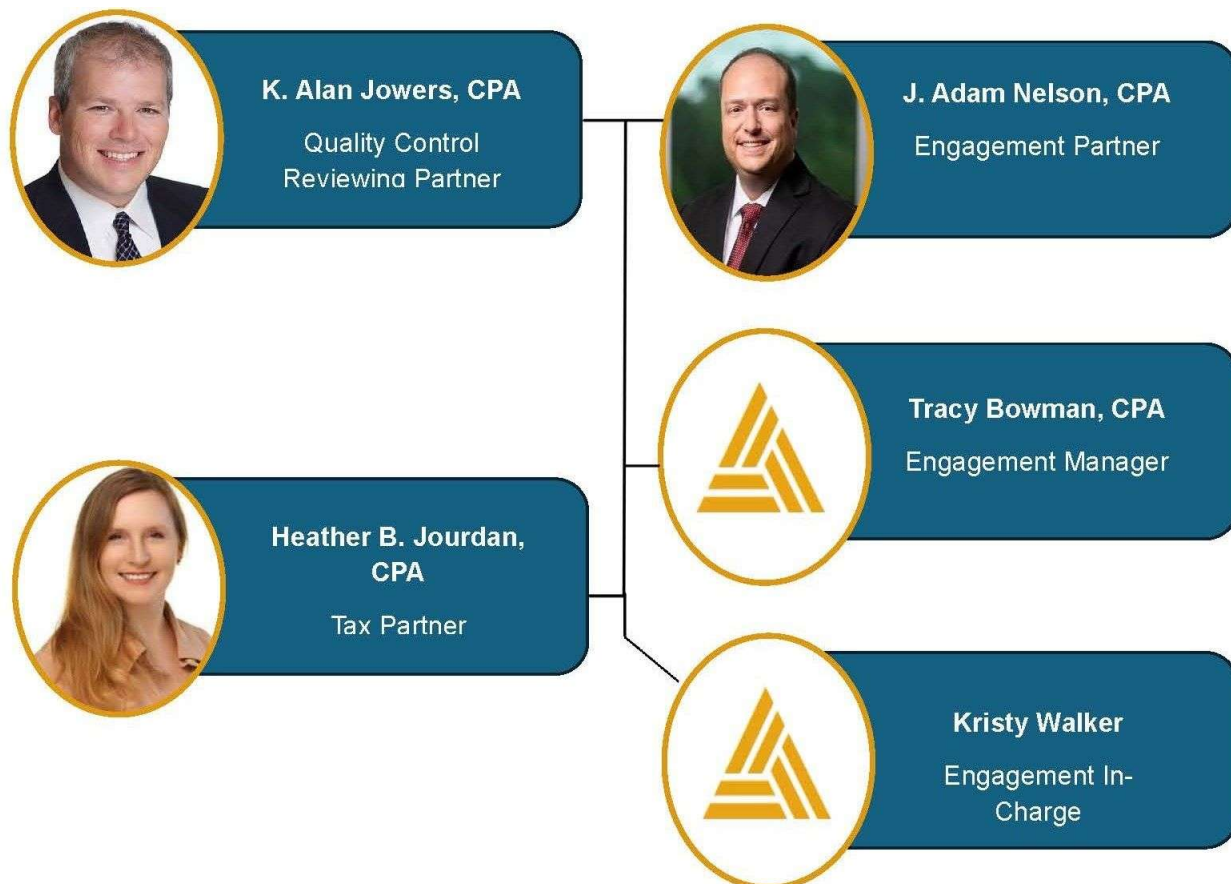 K. Alan Jowers, CPA
Quality Control
Reviewing Partner
J. Adam Nelson, CPA
Engagement Partner
Tracy Bowman, CPA
Engagement Manager
Heather B. Jourdan,
CPA
Tax Partner
Kristy Walker
Engagement In-
Charge